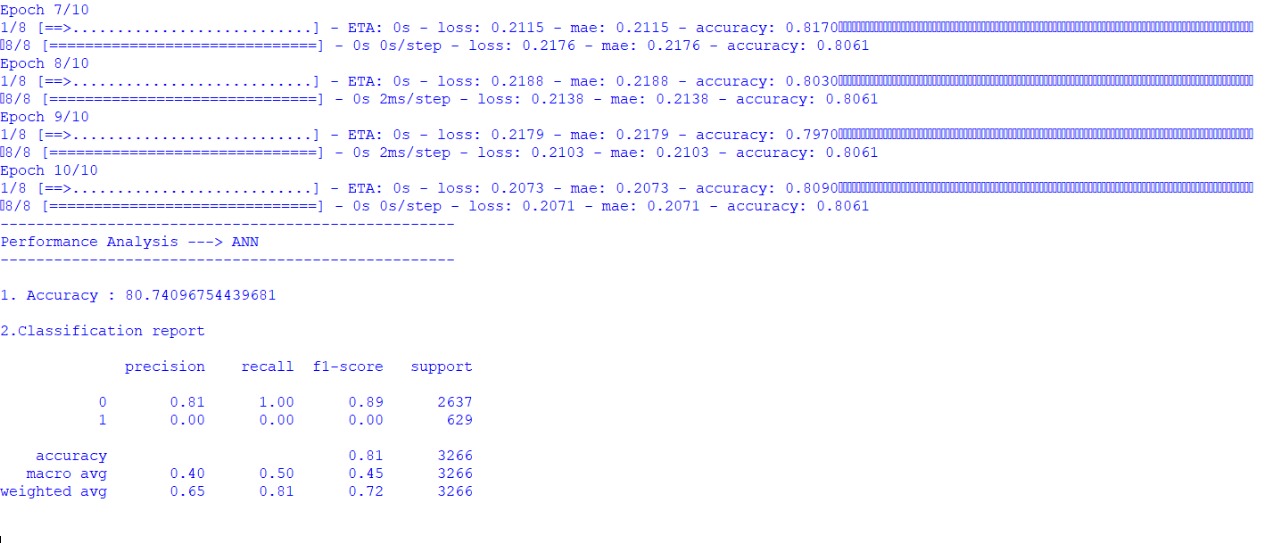 Epoch 7/10
1/8 [==>...........................] - ETA: 0s - loss: 0.2115 - mae: 0.2115 - accuracy: 0.8170
8/8 [==============================] - 0s 0s/step - loss: 0.2176 - mae: 0.2176 - accuracy: 0.8061
Epoch 8/10
1/8 [==>...........................] - ETA: 0s - loss: 0.2188 - mae: 0.2188 - accuracy: 0.8030
8/8 [==============================] - 0s 2ms/step - loss: 0.2138 - mae: 0.2138 - accuracy: 0.8061
Epoch 9/10
1/8 [==>...........................] - ETA: 0s - loss: 0.2179 - mae: 0.2179 - accuracy: 0.7970
8/8 [==============================] - 0s 2ms/step - loss: 0.2103 - mae: 0.2103 - accuracy: 0.8061
Epoch 10/10
1/8 [==>...........................] - ETA: 0s - loss: 0.2073 - mae: 0.2073 - accuracy: 0.8090
8/8 [==============================] - 0s 0s/step - loss: 0.2071 - mae: 0.2071 - accuracy: 0.8061
---------------------------------------------------
Performance Analysis ---> ANN
---------------------------------------------------
1. Accuracy : 80.74096754439681
2.Classification report
precision recall f1-score support
0 0.81 1.00 0.89 2637
1 0.00 0.00 0.00 629
accuracy 0.81 3266
macro avg 0.40 0.50 0.45 3266
weighted avg 0.65 0.81 0.72 3266